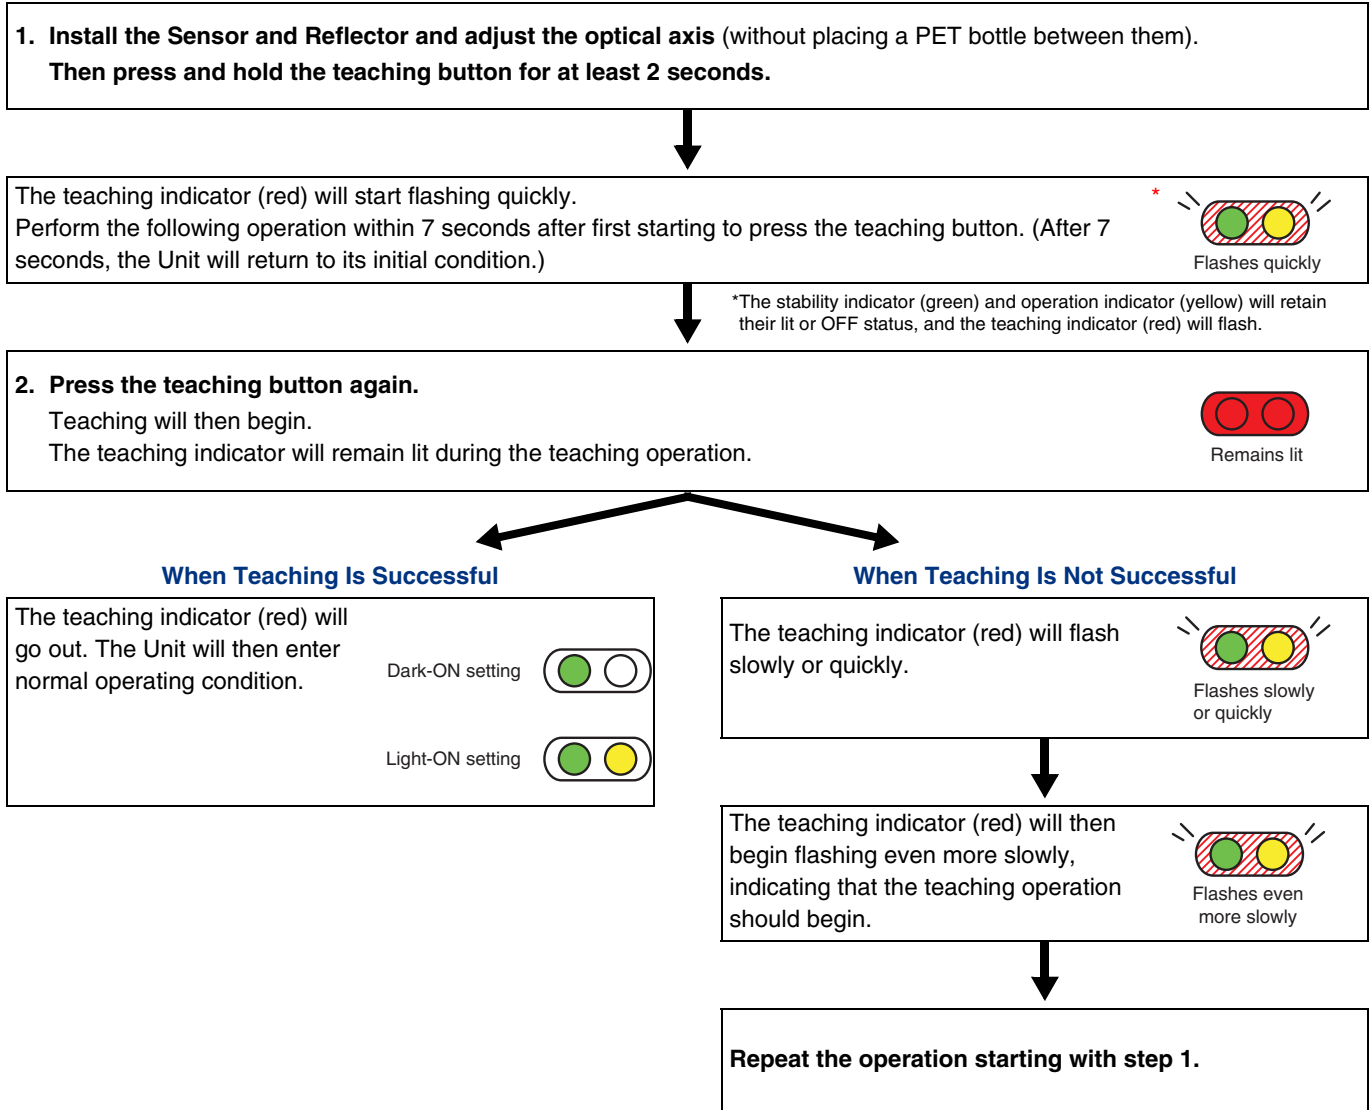 1. Install the Sensor and Reflector and adjust the optical axis (without placing a PET bottle between them).
Then press and hold the teaching button for at least 2 seconds.
The teaching indicator (red) will start flashing quickly.
Perform the following operation within 7 seconds after first starting to press the teaching button. (After 7
seconds, the Unit will return to its initial condition.)
*
Flashes quickly
*The stability indicator (green) and operation indicator (yellow) will retain
their lit or OFF status, and the teaching indicator (red) will flash.
2. Press the teaching button again.
Teaching will then begin.
The teaching indicator will remain lit during the teaching operation.
Remains lit
When Teaching Is Successful
The teaching indicator (red) will
go out. The Unit will then enter
normal operating condition.
Dark-ON setting
Light-ON setting
When Teaching Is Not Successful
The teaching indicator (red) will flash
slowly or quickly.
Flashes slowly
or quickly
The teaching indicator (red) will then
begin flashing even more slowly,
indicating that the teaching operation
should begin.
Flashes even
more slowly
Repeat the operation starting with step 1.